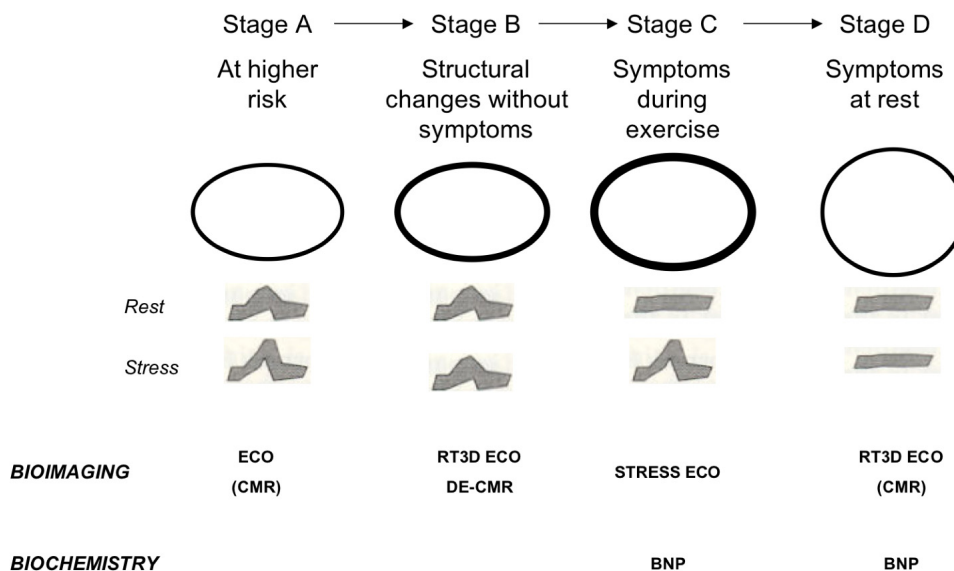 Stage A Stage B Stage C Stage D
At higher risk
Structural changes without symptoms
Symptoms during exercise
Symptoms at rest
Rest
Stress
BIOIMAGING
ECO
(CMR)
RT3D ECO
DE-CMR
STRESS ECO
RT3D ECO
(CMR)
BIOCHEMISTRY BNP BNP